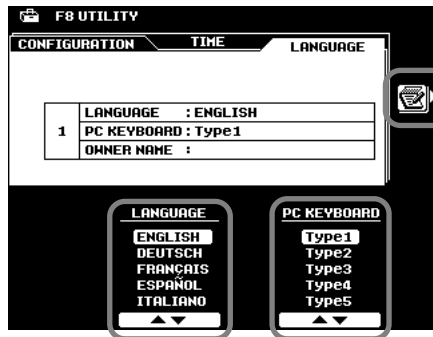 F8 UTILITY
CONFIGURATION TIME LANGUAGE
1
LANGUAGE : ENGLISH
PC KEYBOARD : Type1
OWNER NAME :
LANGUAGE PC KEYBOARD
ENGLISH Type1
DEUTSCH Type2
FRANÇAIS Type3
ESPAÑOL Type4
ITALIANO Type5